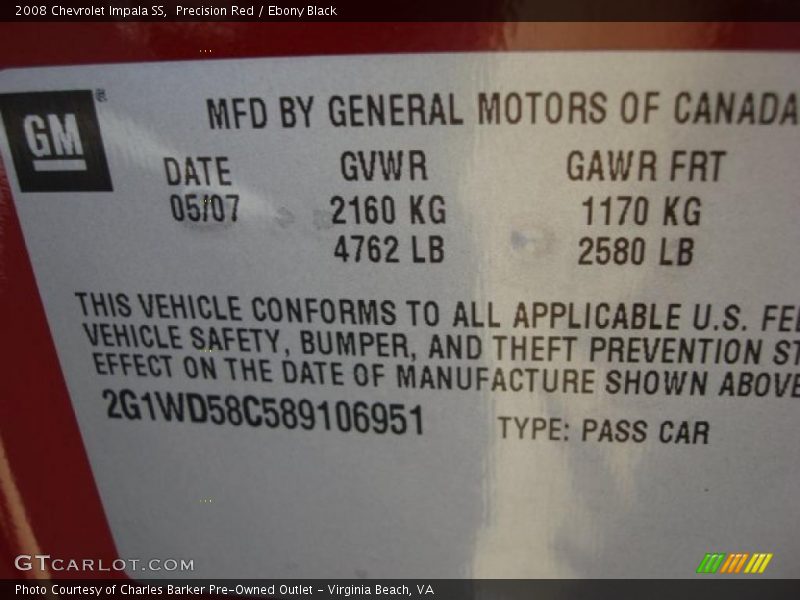 2008 Chevrolet Impala SS, Precision Red / Ebony Black
GM ®
MFD BY GENERAL MOTORS OF CANADA
DATE GVWR GAWR FRT
05/07 2160 KG 1170 KG
4762 LB 2580 LB
THIS VEHICLE CONFORMS TO ALL APPLICABLE U.S. FE
VEHICLE SAFETY, BUMPER, AND THEFT PREVENTION ST
EFFECT ON THE DATE OF MANUFACTURE SHOWN ABOVE
2G1WD58C589106951 TYPE: PASS CAR
GTCARLOT.COM
Photo Courtesy of Charles Barker Pre-Owned Outlet - Virginia Beach, VA